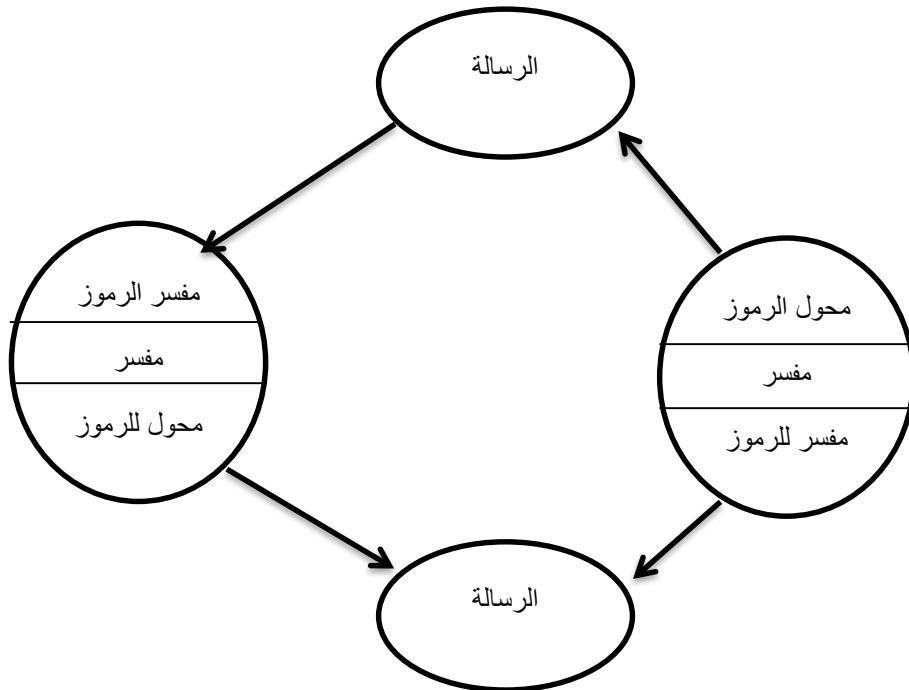 الرسالة
محول الرموز
مفسر
مفسر للرموز
مفسر الرموز
مفسر
محول للرموز
الرسالة